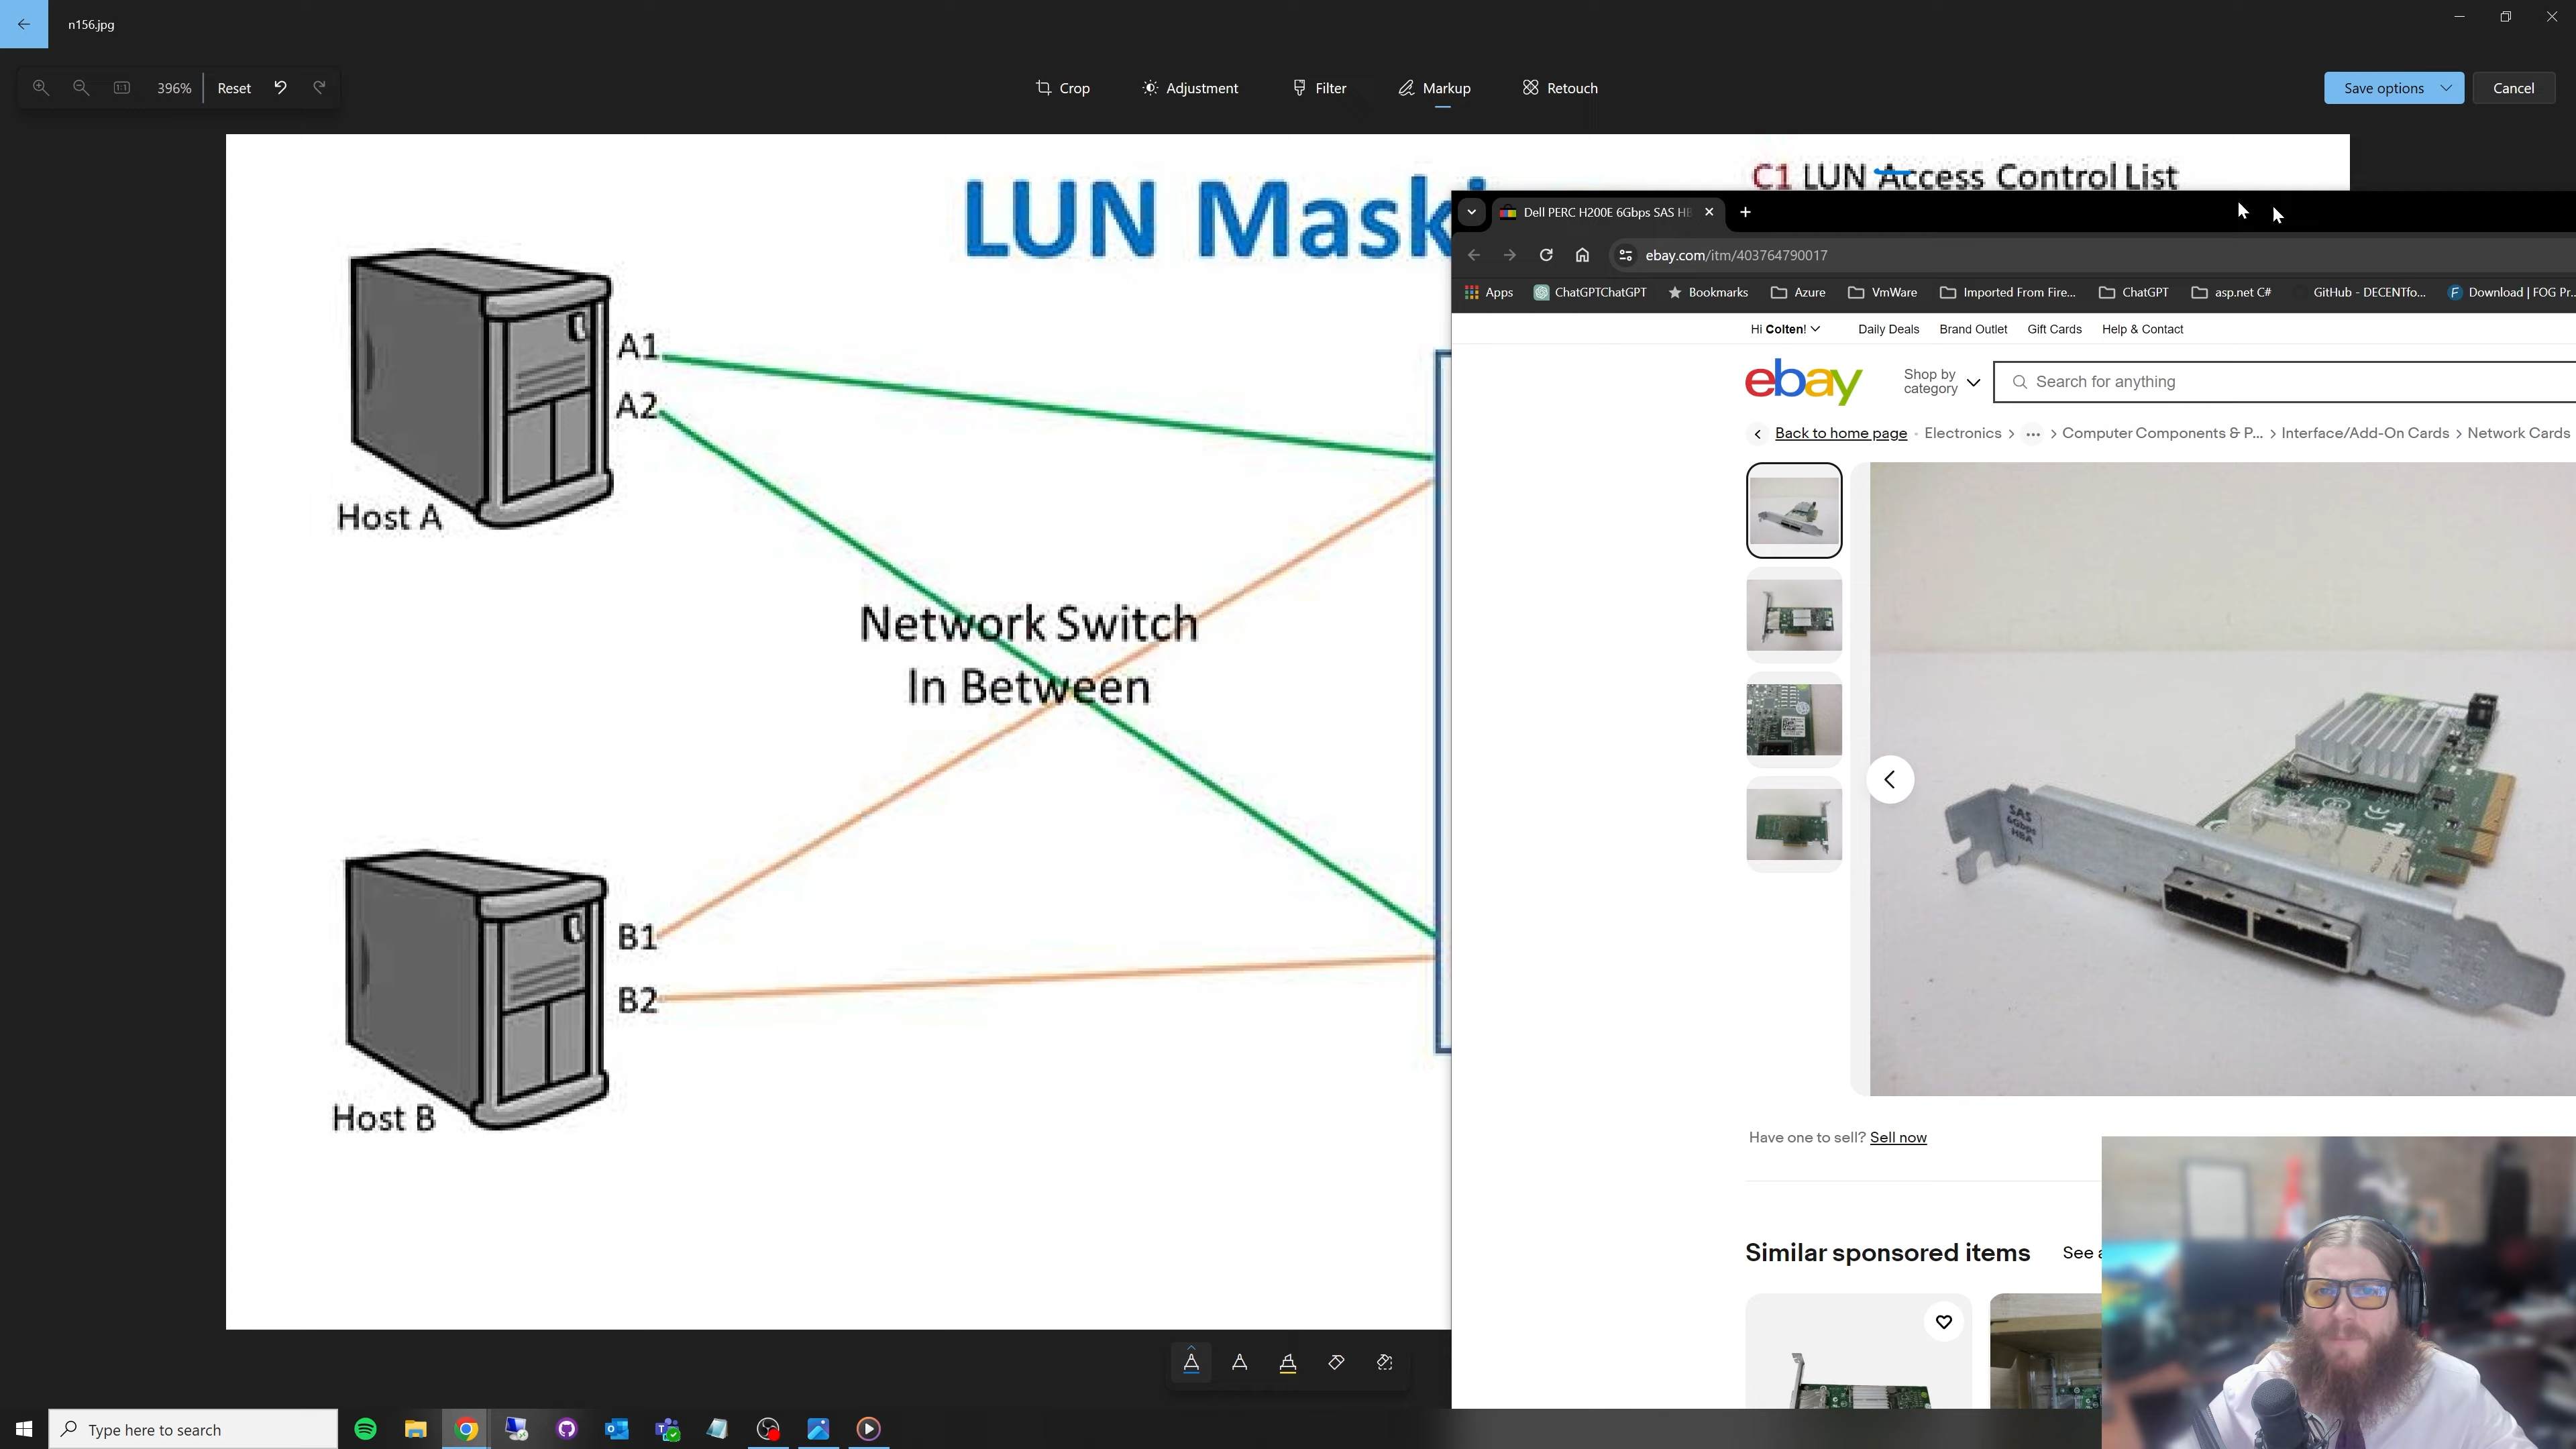 n156.jpg
396%
Reset
Crop
Adjustment
Filter
Markup
Retouch
Save options
Cancel
LUN Maski
C1 LUN Access Control List
A1
A2
Host A
Network Switch
In Between
B1
B2
Host B
Dell PERC H200E 6Gbps SAS HB
ebay.com/itm/403764790017
Apps
ChatGPTChatGPT
Bookmarks
Azure
VmWare
Imported From Fire...
ChatGPT
asp.net C#
GitHub - DECENTfo...
Download | FOG Pr...
Hi Colten!
Daily Deals
Brand Outlet
Gift Cards
Help & Contact
ebay
Shop by
category
Search for anything
Back to home page
Electronics
Computer Components & P...
Interface/Add-On Cards
Network Cards
SAS
6Gbps
HBA
Have one to sell? Sell now
Similar sponsored items
See a
Type here to search